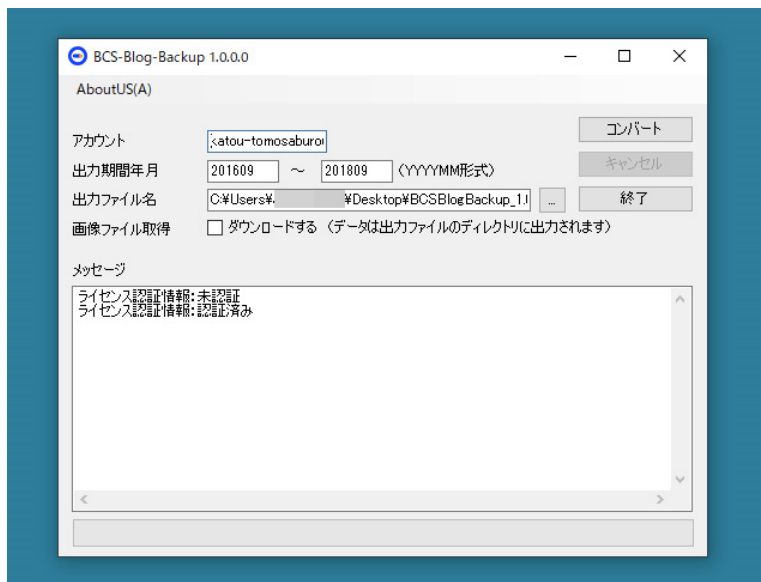 BCS-Blog-Backup 1.0.0.0
AboutUS(A)
アカウント katou-tomosaburou コンバート
出力期間年月 201609 ~ 201809 (YYYYMM形式) キャンセル
出力ファイル名 C:¥Users¥ ¥Desktop¥BCSBlogBackup_1.( ... 終了
画像ファイル取得 ダウンロードする (データは出力ファイルのディレクトリに出力されます)
メッセージ
ライセンス認証情報:未認証
ライセンス認証情報:認証済み